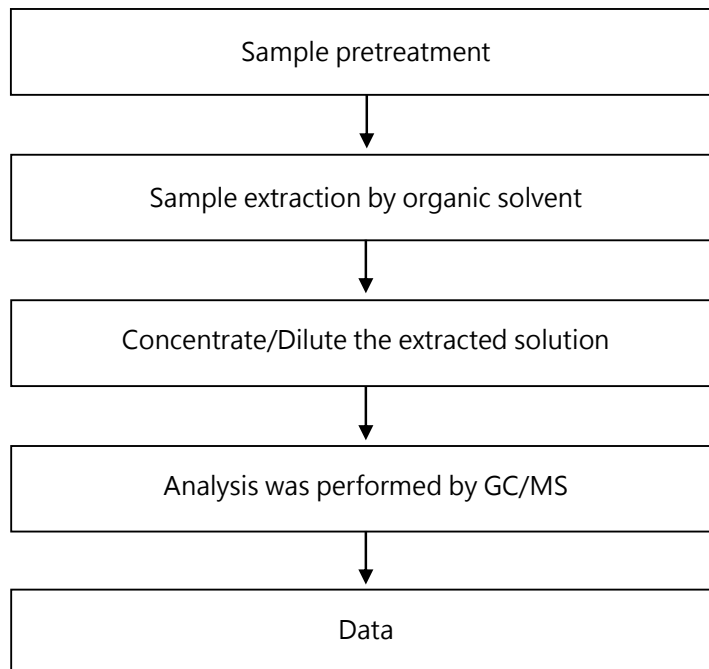 Sample pretreatment
Sample extraction by organic solvent
Concentrate/Dilute the extracted solution
Analysis was performed by GC/MS
Data